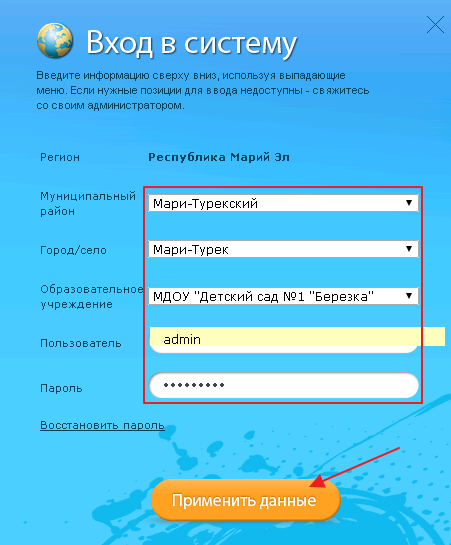 Вход в систему
Введите информацию сверху вниз, используя выпадающие
меню. Если нужные позиции для ввода недоступны - свяжитесь
со своим администратором.
Регион Республика Марий Эл
Муниципальный
район
Мари-Турекский
Город/село Мари-Турек
Образовательное
учреждение
МДОУ "Детский сад №1 "Березка"
Пользователь admin
Пароль •••••••••
Восстановить пароль
Применить данные